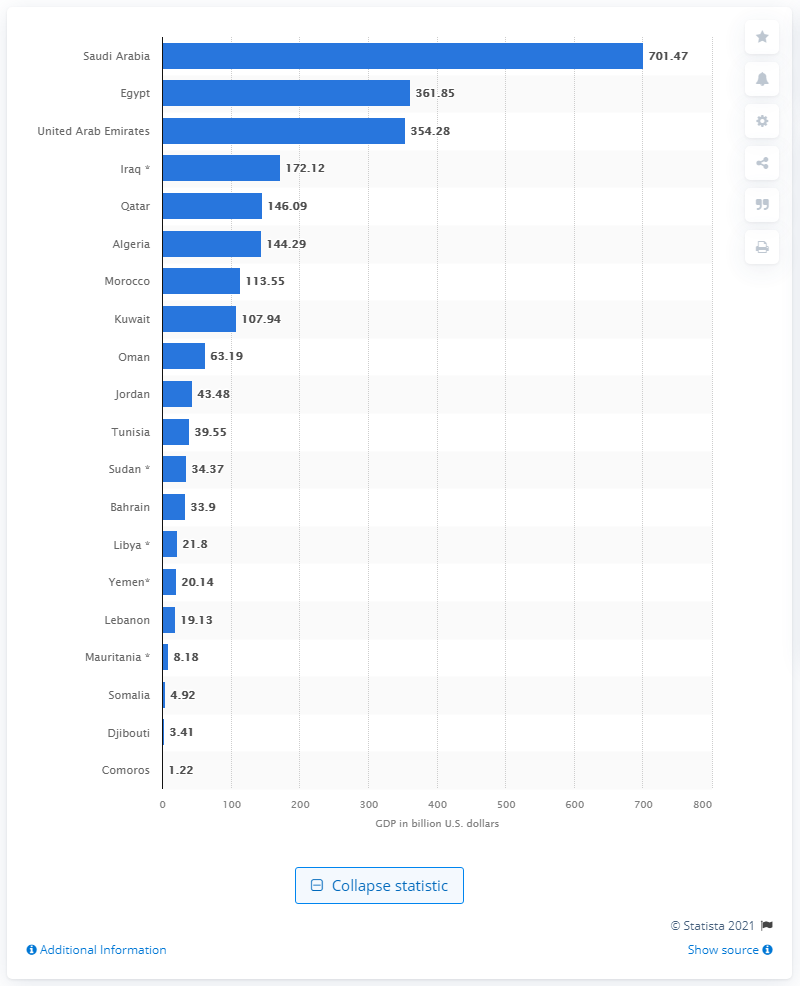 Saudi Arabia 701.47
Egypt 361.85
United Arab Emirates 354.28
Iraq * 172.12
Qatar 146.09
Algeria 144.29
Morocco 113.55
Kuwait 107.94
Oman 63.19
Jordan 43.48
Tunisia 39.55
Sudan * 34.37
Bahrain 33.9
Libya * 21.8
Yemen* 20.14
Lebanon 19.13
Mauritania * 8.18
Somalia 4.92
Djibouti 3.41
Comoros 1.22
0 100 200 300 400 500 600 700 800
GDP in billion U.S. dollars
Collapse statistic
© Statista 2021
Additional Information Show source